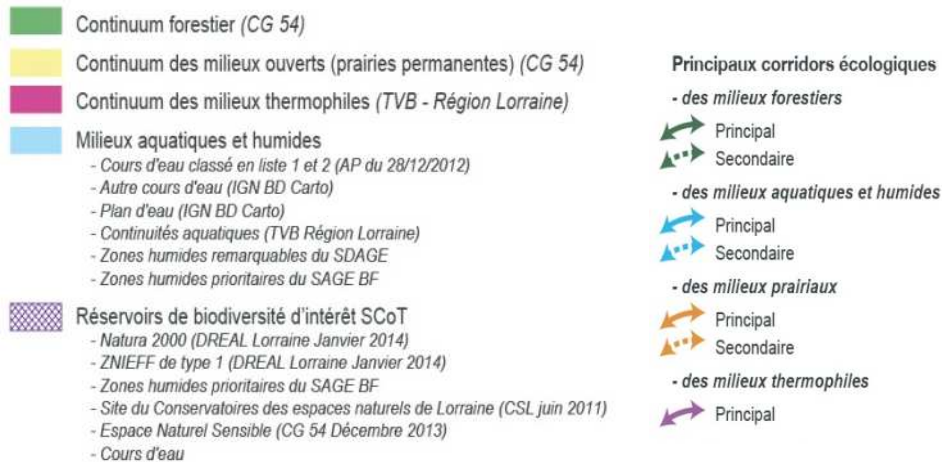 Continuum forestier (CG 54)
Continuum des milieux ouverts (prairies permanentes) (CG 54)
Continuum des milieux thermophiles (TVB - Région Lorraine)
Milieux aquatiques et humides
- Cours d'eau classé en liste 1 et 2 (AP du 28/12/2012)
- Autre cours d'eau (IGN BD Carto)
- Plan d'eau (IGN BD Carto)
- Continuités aquatiques (TVB Région Lorraine)
- Zones humides remarquables du SDAGE
- Zones humides prioritaires du SAGE BF
Réservoirs de biodiversité d'intérêt SCoT
- Natura 2000 (DREAL Lorraine Janvier 2014)
- ZNIEFF de type 1 (DREAL Lorraine Janvier 2014)
- Zones humides prioritaires du SAGE BF
- Site du Conservatoires des espaces naturels de Lorraine (CSL juin 2011)
- Espace Naturel Sensible (CG 54 Décembre 2013)
- Cours d'eau
Principaux corridors écologiques
- des milieux forestiers
Principal
Secondaire
- des milieux aquatiques et humides
Principal
Secondaire
- des milieux prairiaux
Principal
Secondaire
- des milieux thermophiles
Principal